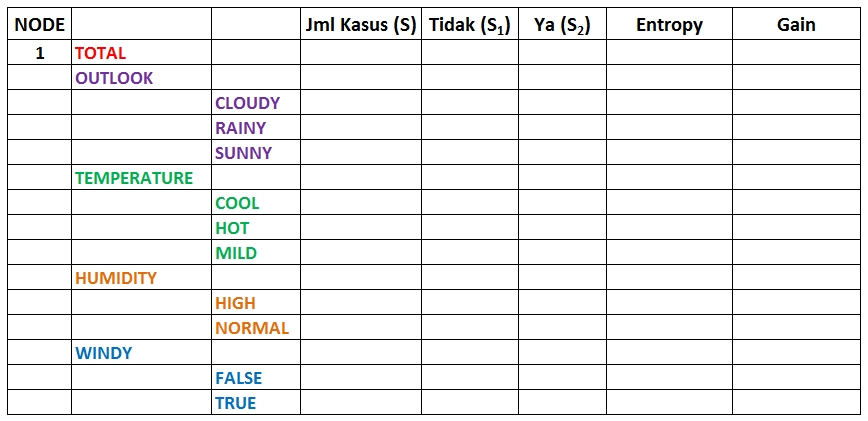 NODE Jml Kasus (S) Tidak (S₁) Ya (S₂) Entropy Gain
1 TOTAL
OUTLOOK
CLOUDY
RAINY
SUNNY
TEMPERATURE
COOL
HOT
MILD
HUMIDITY
HIGH
NORMAL
WINDY
FALSE
TRUE